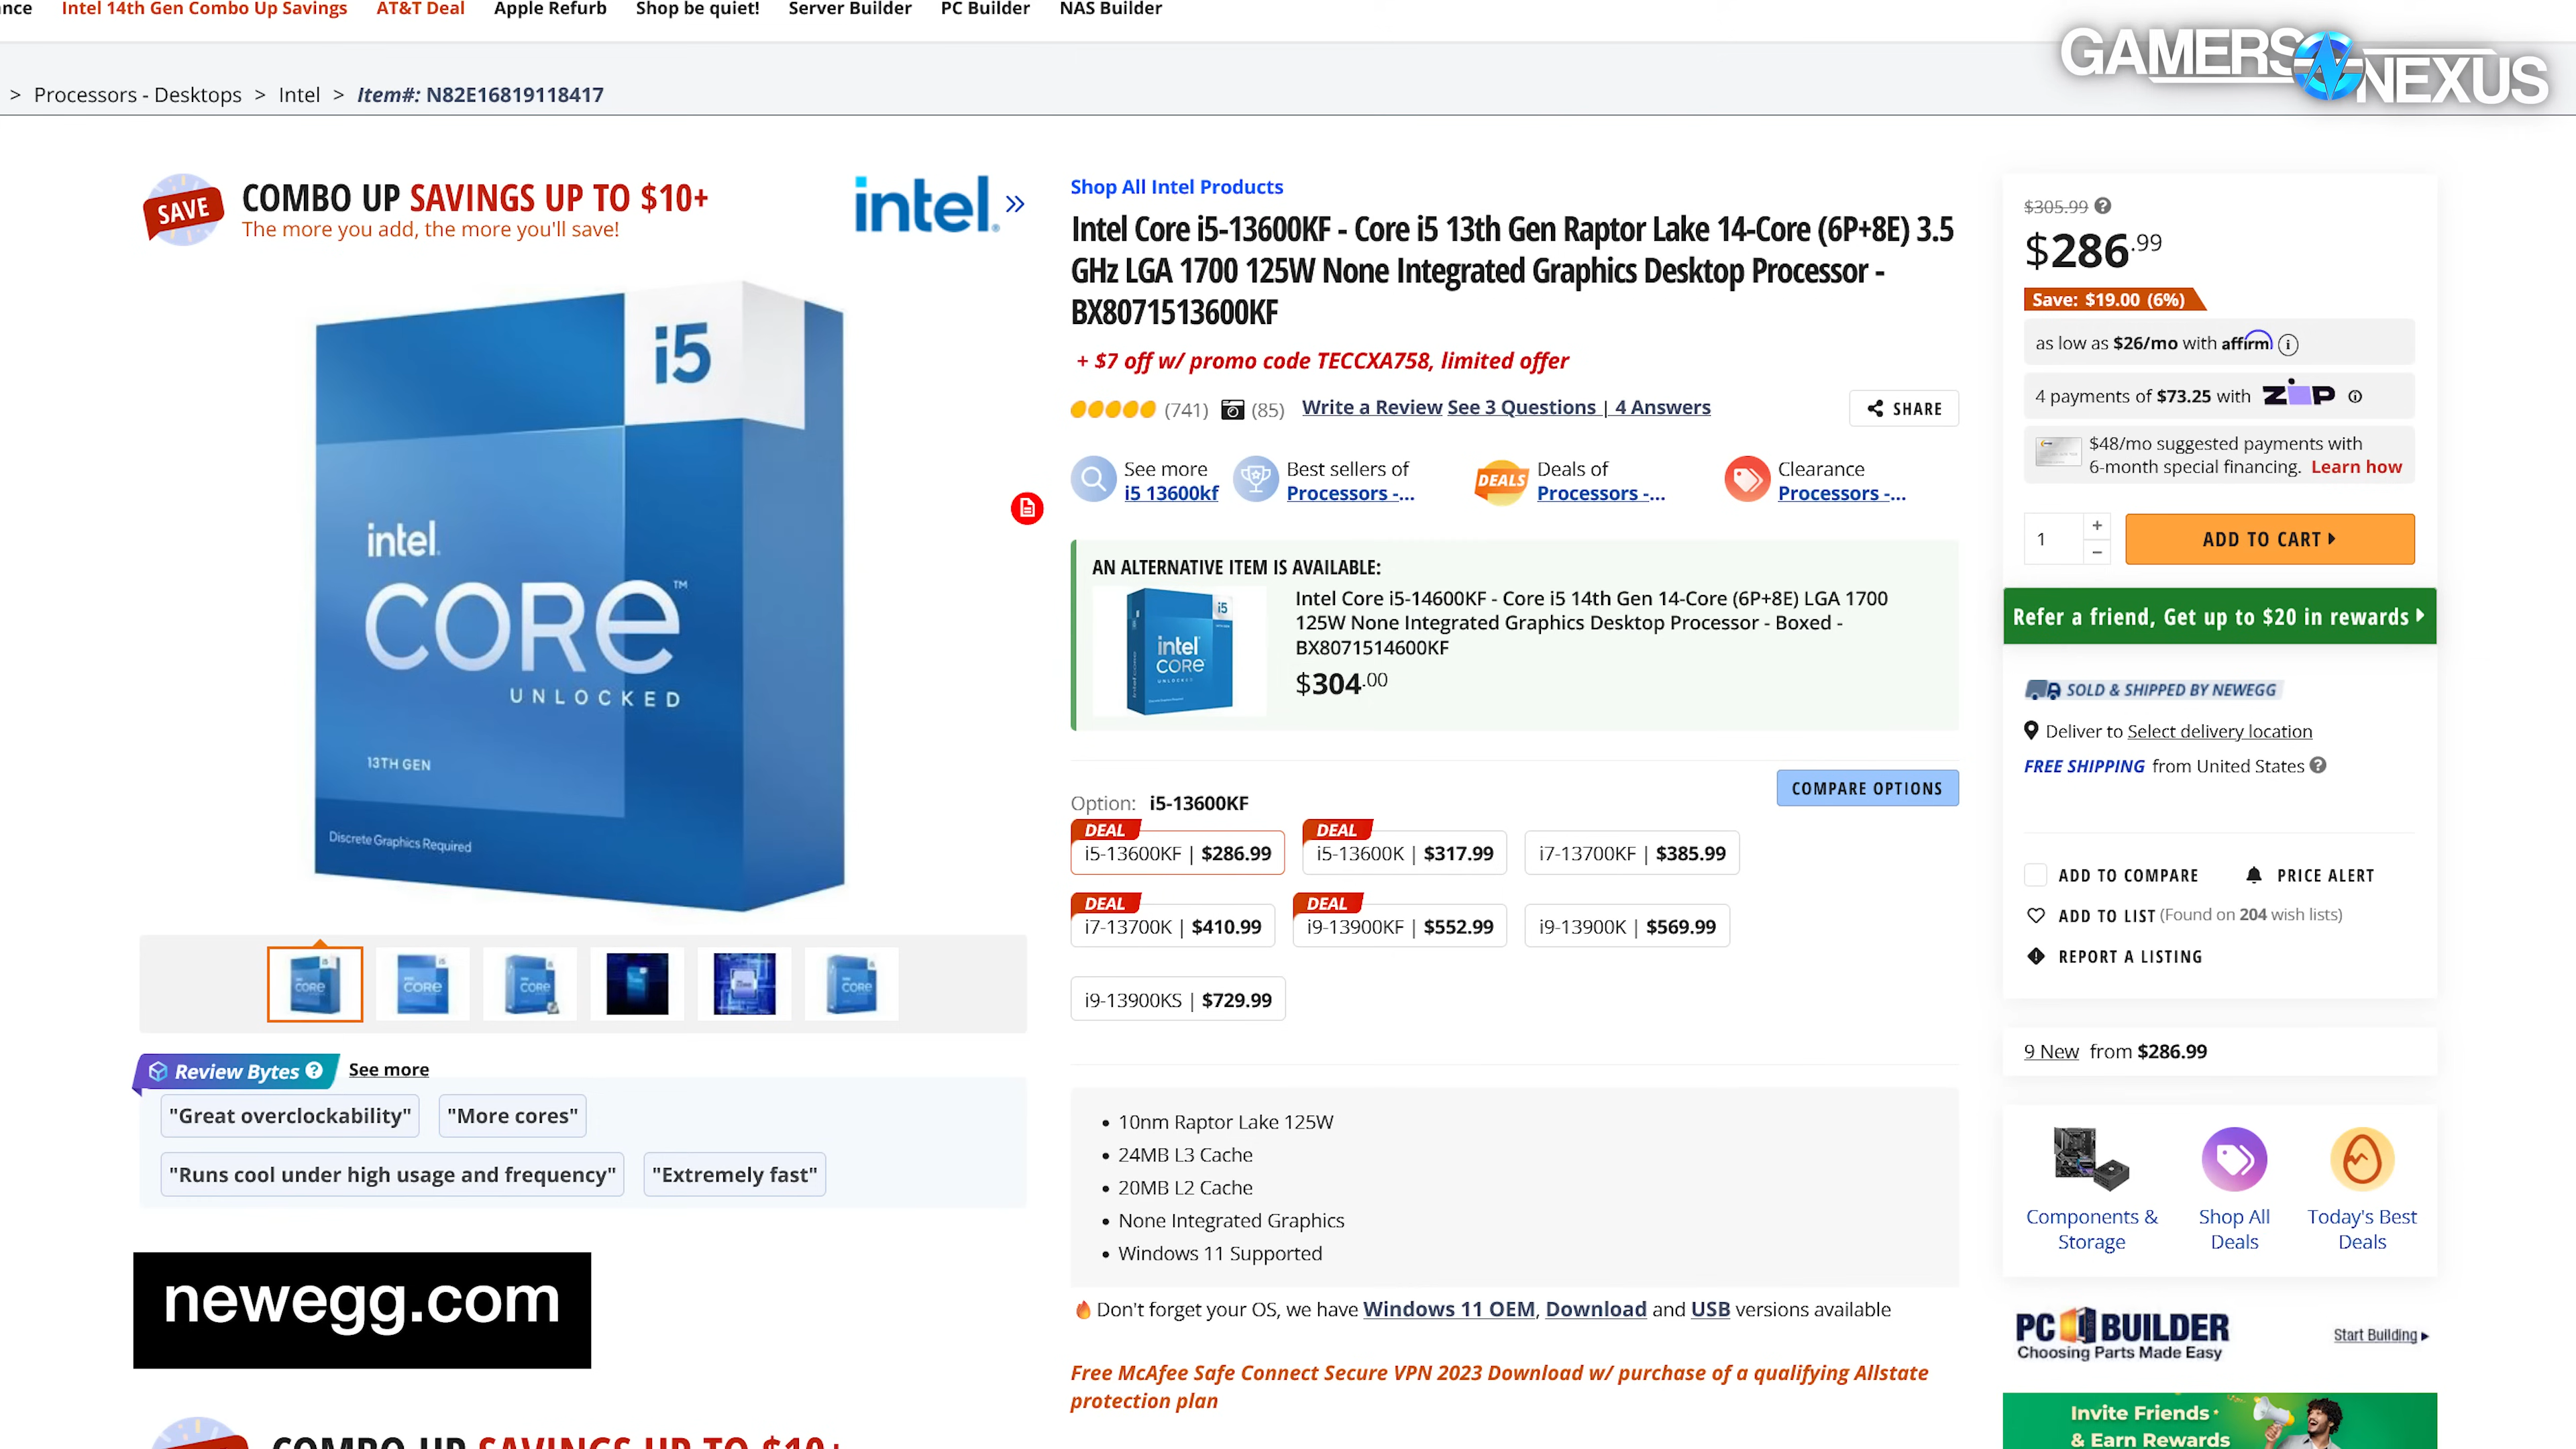 nce Intel 14th Gen Combo Up Savings AT&T Deal Apple Refurb Shop be quiet! Server Builder PC Builder NAS Builder
GAMERS NEXUS
> Processors - Desktops > Intel > Item#: N82E16819118417
SAVE
COMBO UP SAVINGS UP TO $10+
The more you add, the more you'll save!
intel. »
i5
intel.
CORE™
UNLOCKED
13TH GEN
Discrete Graphics Required
Review Bytes ? See more
"Great overclockability" "More cores"
"Runs cool under high usage and frequency" "Extremely fast"
newegg.com
COMBO UP SAVINGS UP TO $10+
Shop All Intel Products
Intel Core i5-13600KF - Core i5 13th Gen Raptor Lake 14-Core (6P+8E) 3.5
GHz LGA 1700 125W None Integrated Graphics Desktop Processor -
BX8071513600KF
+ $7 off w/ promo code TECCXA758, limited offer
(741) (85) Write a Review See 3 Questions | 4 Answers SHARE
See more
i5 13600kf
Best sellers of
Processors -...
DEALS
Deals of
Processors -...
Clearance
Processors -...
AN ALTERNATIVE ITEM IS AVAILABLE:
i5
intel
CORE
UNLOCKED
Intel Core i5-14600KF - Core i5 14th Gen 14-Core (6P+8E) LGA 1700
125W None Integrated Graphics Desktop Processor - Boxed -
BX8071514600KF
$304.00
COMPARE OPTIONS
Option: i5-13600KF
DEAL DEAL
i5-13600KF | $286.99 i5-13600K | $317.99 i7-13700KF | $385.99
DEAL DEAL
i7-13700K | $410.99 i9-13900KF | $552.99 i9-13900K | $569.99
i9-13900KS | $729.99
• 10nm Raptor Lake 125W
• 24MB L3 Cache
• 20MB L2 Cache
• None Integrated Graphics
• Windows 11 Supported
Don't forget your OS, we have Windows 11 OEM, Download and USB versions available
Free McAfee Safe Connect Secure VPN 2023 Download w/ purchase of a qualifying Allstate
protection plan
$305.99 ?
$286.99
Save: $19.00 (6%)
as low as $26/mo with affirm i
4 payments of $73.25 with ZIP
$48/mo suggested payments with
6-month special financing. Learn how
1 + − ADD TO CART
Refer a friend, Get up to $20 in rewards
SOLD & SHIPPED BY NEWEGG
Deliver to Select delivery location
FREE SHIPPING from United States ?
ADD TO COMPARE PRICE ALERT
ADD TO LIST (Found on 204 wish lists)
REPORT A LISTING
9 New from $286.99
Components &
Storage
Shop All
Deals
Today's Best
Deals
PC BUILDER
Choosing Parts Made Easy
Start Building
Invite Friends *
& Earn Rewards